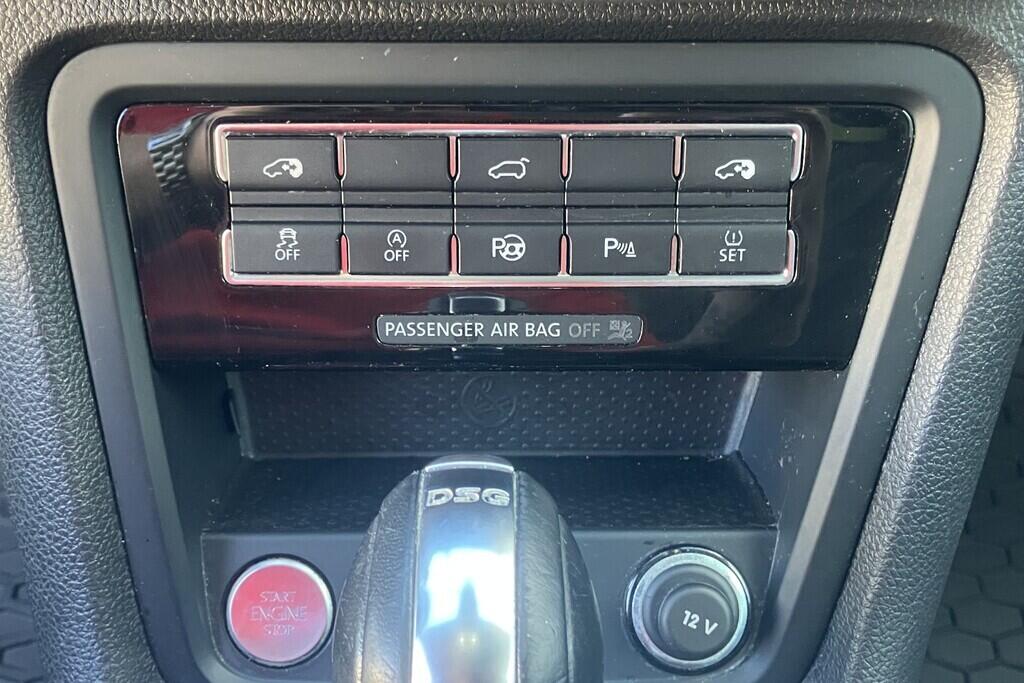 OFF
A
OFF
P
P
SET
PASSENGER AIR BAG OFF
DSG
START
ENGINE
STOP
12 V